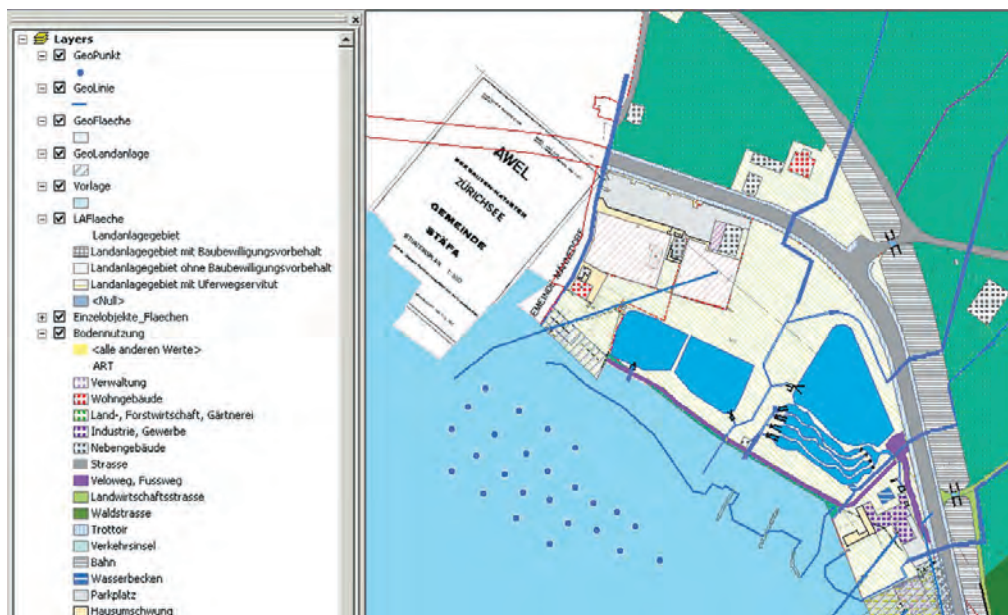 Layers
GeoPunkt
GeoLinie
GeoFlaeche
GeoLandanlage
Vorlage
LAFlaeche
Landanlagegebiet
Landanlagegebiet mit Baubewilligungsvorbehalt
Landanlagegebiet ohne Baubewilligungsvorbehalt
Landanlagegebiet mit Uferwegservitut
<Null>
Einzelobjekte_Flaechen
Bodennutzung
<alle anderen Werte>
ART
Verwaltung
Wohngebäude
Land-, Forstwirtschaft, Gärtnerei
Industrie, Gewerbe
Nebengebäude
Strasse
Veloweg, Fussweg
Landwirtschaftsstrasse
Waldstrasse
Trottoir
Verkehrsinsel
Bahn
Wasserbecken
Parkplatz
Hausumschwung
AWEL
ZÜRICHSEE
GEMEINDE
STÄFA